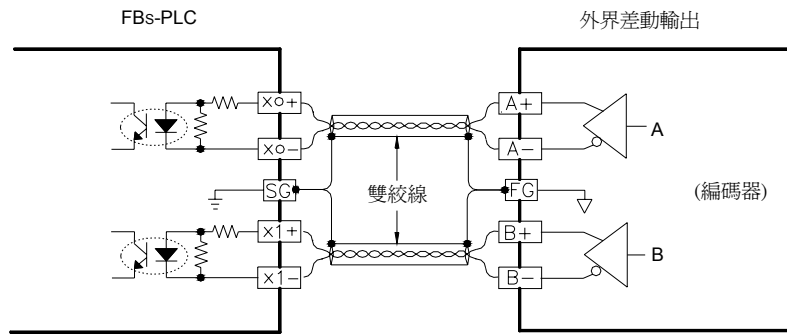 FBs-PLC
外界差動輸出
X0+
A+
A
X0-
A-
SG
雙絞線
FG
(編碼器)
X1+
B+
B
X1-
B-